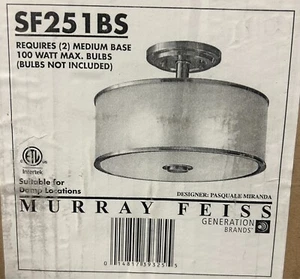 SF251BS
REQUIRES (2) MEDIUM BASE
100 WATT MAX. BULBS
(BULBS NOT INCLUDED)
ETL
Intertek
Suitable for
Damp Locations
DESIGNER: PASQUALE MIRANDA
MURRAY FEISS
GENERATION
BRANDS